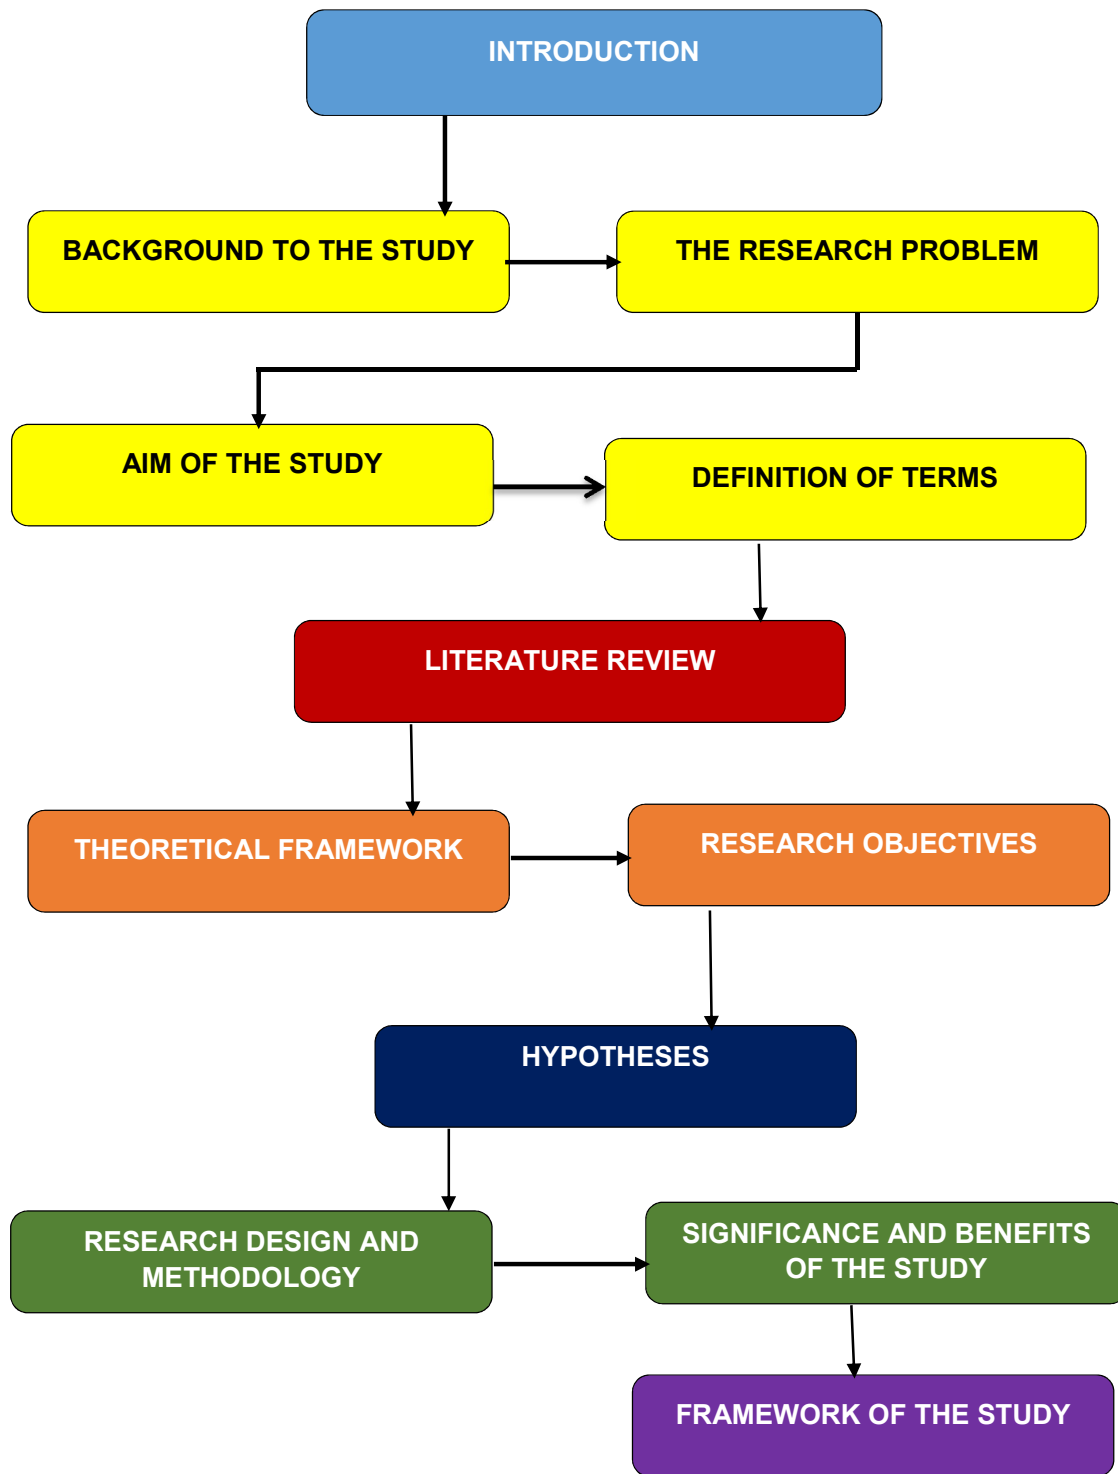 INTRODUCTION
BACKGROUND TO THE STUDY
THE RESEARCH PROBLEM
AIM OF THE STUDY
DEFINITION OF TERMS
LITERATURE REVIEW
THEORETICAL FRAMEWORK
RESEARCH OBJECTIVES
HYPOTHESES
RESEARCH DESIGN AND
METHODOLOGY
SIGNIFICANCE AND BENEFITS
OF THE STUDY
FRAMEWORK OF THE STUDY